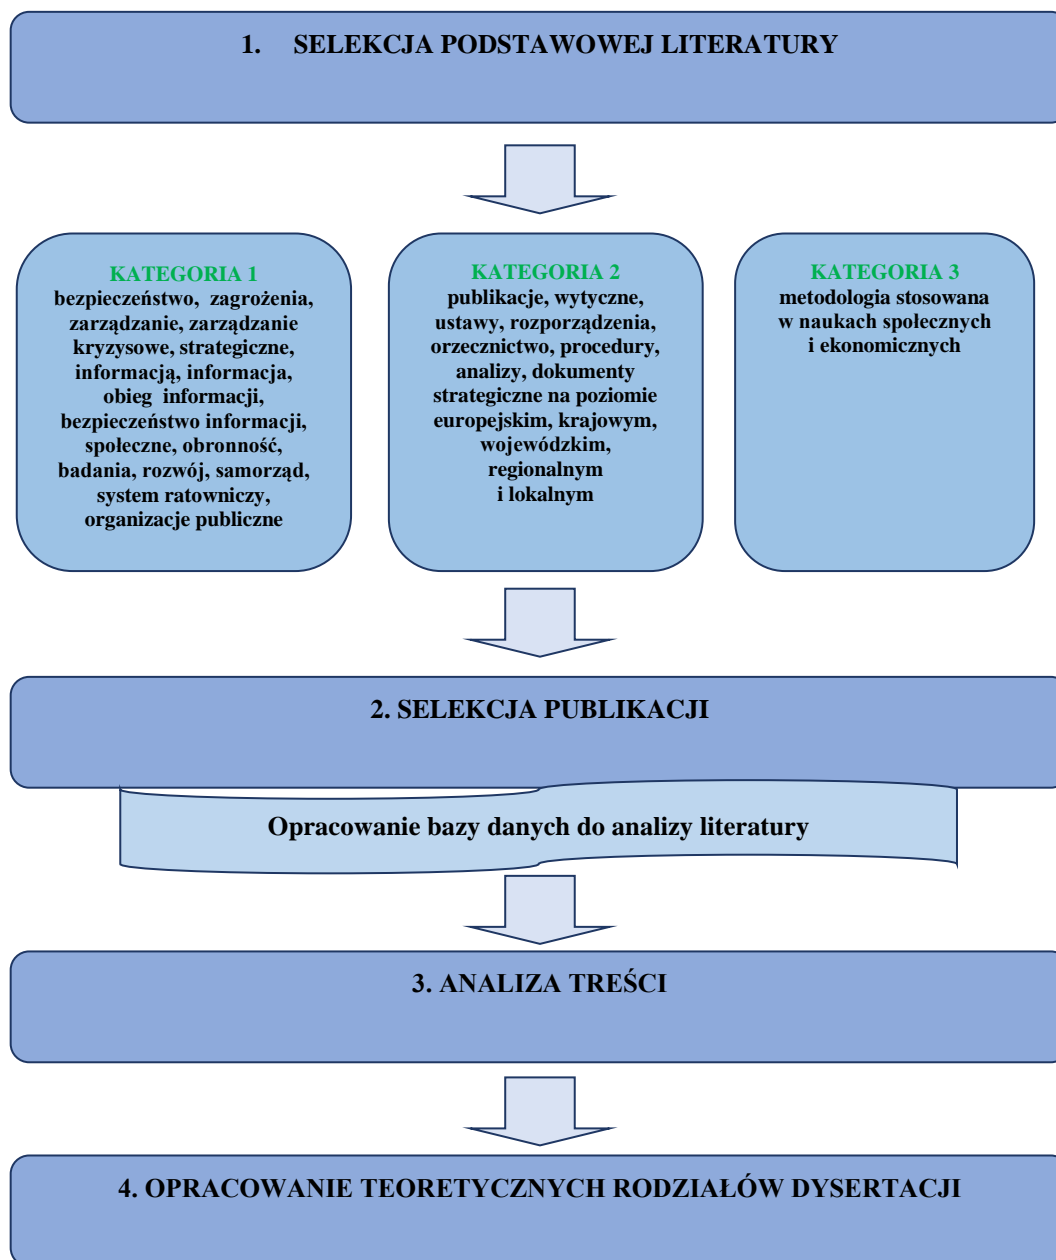 1. SELEKCJA PODSTAWOWEJ LITERATURY
KATEGORIA 1
bezpieczeństwo, zagrożenia,
zarządzanie, zarządzanie
kryzysowe, strategiczne,
informacją, informacja,
obieg informacji,
bezpieczeństwo informacji,
społeczne, obronność,
badania, rozwój, samorząd,
system ratowniczy,
organizacje publiczne
KATEGORIA 2
publikacje, wytyczne,
ustawy, rozporządzenia,
orzecznictwo, procedury,
analizy, dokumenty
strategiczne na poziomie
europejskim, krajowym,
wojewódzkim,
regionalnym
i lokalnym
KATEGORIA 3
metodologia stosowana
w naukach społecznych
i ekonomicznych
2. SELEKCJA PUBLIKACJI
Opracowanie bazy danych do analizy literatury
3. ANALIZA TREŚCI
4. OPRACOWANIE TEORETYCZNYCH RODZIAŁÓW DYSERTACJI